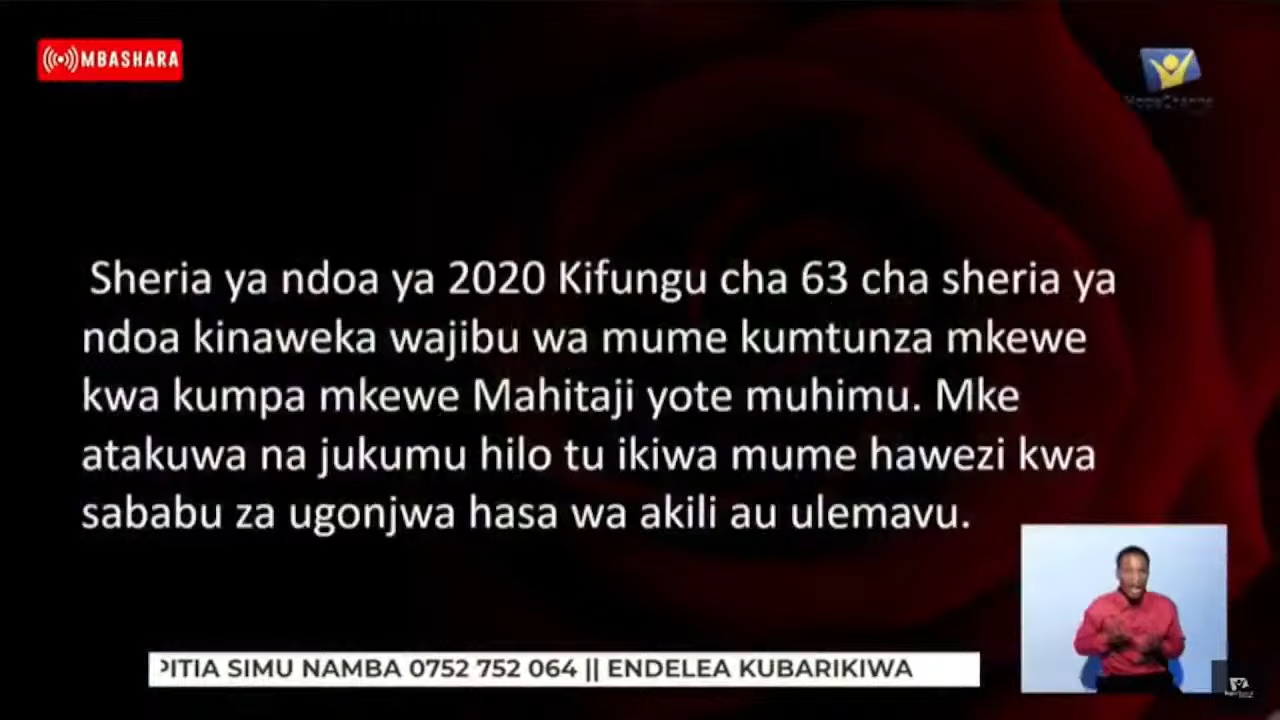 MBASHARA
Sheria ya ndoa ya 2020 Kifungu cha 63 cha sheria ya
ndoa kinaweka wajibu wa mume kumtunza mkewe
kwa kumpa mkewe Mahitaji yote muhimu. Mke
atakuwa na jukumu hilo tu ikiwa mume hawezi kwa
sababu za ugonjwa hasa wa akili au ulemavu.
PITIA SIMU NAMBA 0752 752 064 || ENDELEA KUBARIKIWA